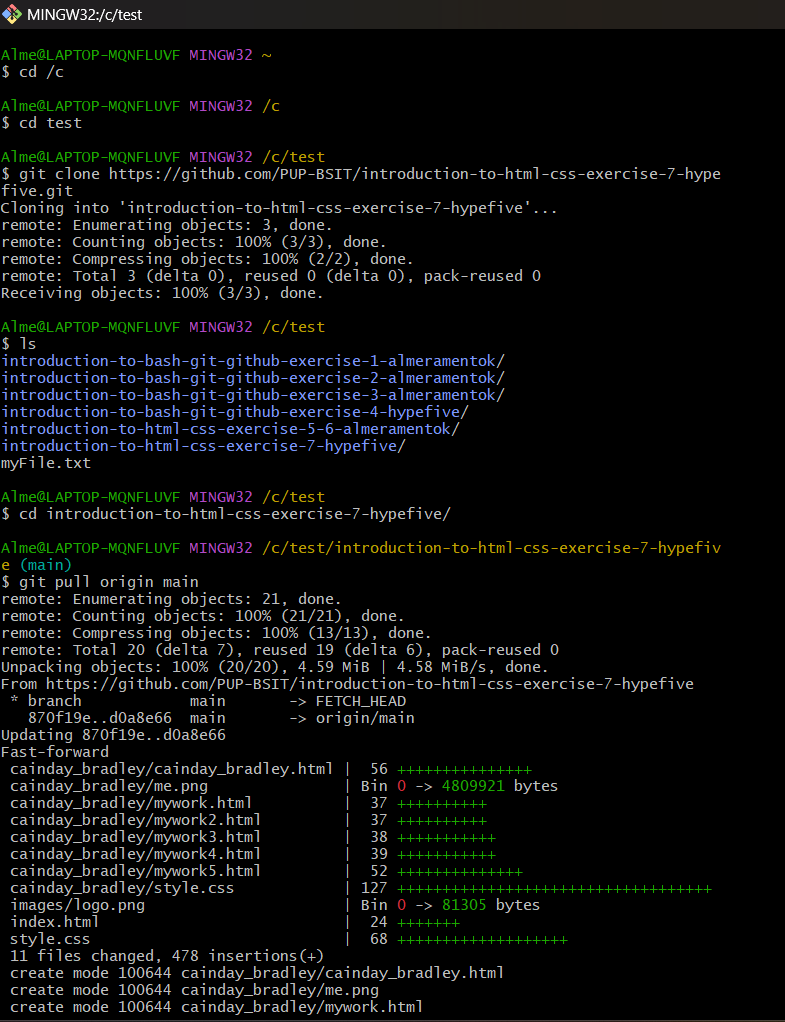 MINGW32:/c/test
Alme@LAPTOP-MQNFLUVF MINGW32 ~
$ cd /c
Alme@LAPTOP-MQNFLUVF MINGW32 /c
$ cd test
Alme@LAPTOP-MQNFLUVF MINGW32 /c/test
$ git clone https://github.com/PUP-BSIT/introduction-to-html-css-exercise-7-hype
five.git
Cloning into 'introduction-to-html-css-exercise-7-hypefive'...
remote: Enumerating objects: 3, done.
remote: Counting objects: 100% (3/3), done.
remote: Compressing objects: 100% (2/2), done.
remote: Total 3 (delta 0), reused 0 (delta 0), pack-reused 0
Receiving objects: 100% (3/3), done.
Alme@LAPTOP-MQNFLUVF MINGW32 /c/test
$ ls
introduction-to-bash-git-github-exercise-1-almeramentok/
introduction-to-bash-git-github-exercise-2-almeramentok/
introduction-to-bash-git-github-exercise-3-almeramentok/
introduction-to-bash-git-github-exercise-4-hypefive/
introduction-to-html-css-exercise-5-6-almeramentok/
introduction-to-html-css-exercise-7-hypefive/
myFile.txt
Alme@LAPTOP-MQNFLUVF MINGW32 /c/test
$ cd introduction-to-html-css-exercise-7-hypefive/
Alme@LAPTOP-MQNFLUVF MINGW32 /c/test/introduction-to-html-css-exercise-7-hypefiv
e (main)
$ git pull origin main
remote: Enumerating objects: 21, done.
remote: Counting objects: 100% (21/21), done.
remote: Compressing objects: 100% (13/13), done.
remote: Total 20 (delta 7), reused 19 (delta 6), pack-reused 0
Unpacking objects: 100% (20/20), 4.59 MiB | 4.58 MiB/s, done.
From https://github.com/PUP-BSIT/introduction-to-html-css-exercise-7-hypefive
 * branch            main       -> FETCH_HEAD
   870f19e..d0a8e66  main       -> origin/main
Updating 870f19e..d0a8e66
Fast-forward
 cainday_bradley/cainday_bradley.html |  56 +++++++++++++++
 cainday_bradley/me.png               | Bin 0 -> 4809921 bytes
 cainday_bradley/mywork.html          |  37 ++++++++++
 cainday_bradley/mywork2.html         |  37 ++++++++++
 cainday_bradley/mywork3.html         |  38 +++++++++++
 cainday_bradley/mywork4.html         |  39 +++++++++++
 cainday_bradley/mywork5.html         |  52 ++++++++++++++
 cainday_bradley/style.css            | 127 +++++++++++++++++++++++++++++++++++
 images/logo.png                      | Bin 0 -> 81305 bytes
 index.html                           |  24 +++++++
 style.css                            |  68 +++++++++++++++++++
 11 files changed, 478 insertions(+)
 create mode 100644 cainday_bradley/cainday_bradley.html
 create mode 100644 cainday_bradley/me.png
 create mode 100644 cainday_bradley/mywork.html